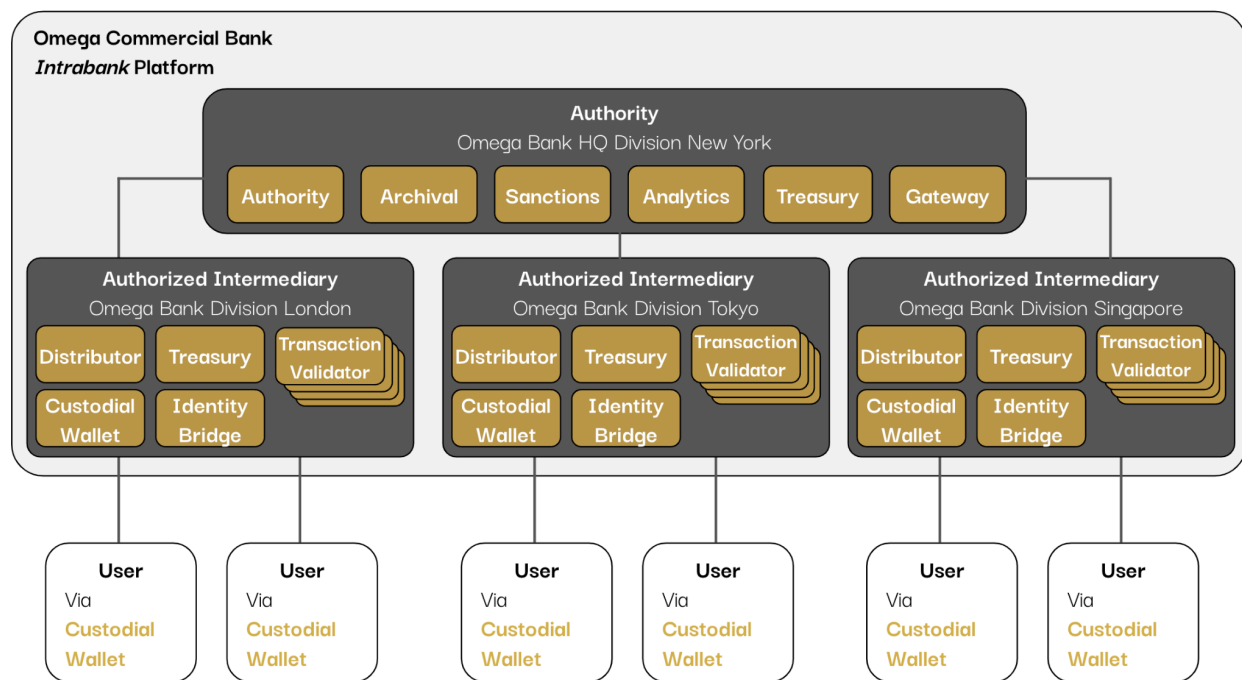 Omega Commercial Bank
Intrabank Platform
Authority
Omega Bank HQ Division New York
Authority
Archival
Sanctions
Analytics
Treasury
Gateway
Authorized Intermediary
Omega Bank Division London
Distributor
Treasury
Transaction
Validator
Custodial
Wallet
Identity
Bridge
Authorized Intermediary
Omega Bank Division Tokyo
Distributor
Treasury
Transaction
Validator
Custodial
Wallet
Identity
Bridge
Authorized Intermediary
Omega Bank Division Singapore
Distributor
Treasury
Transaction
Validator
Custodial
Wallet
Identity
Bridge
User
Via
Custodial
Wallet
User
Via
Custodial
Wallet
User
Via
Custodial
Wallet
User
Via
Custodial
Wallet
User
Via
Custodial
Wallet
User
Via
Custodial
Wallet